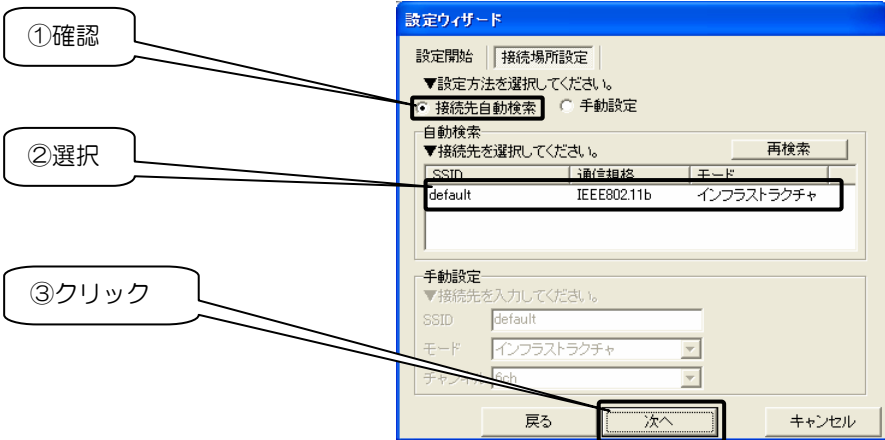 ①確認
②選択
③クリック
設定ウィザード
設定開始 接続場所設定
▼設定方法を選択してください。
接続先自動検索 手動設定
自動検索
▼接続先を選択してください。 再検索
SSID 通信規格 モード
default IEEE802.11b インフラストラクチャ
手動設定
▼接続先を入力してください。
SSID default
モード インフラストラクチャ
チャンネル 6ch
戻る 次へ キャンセル